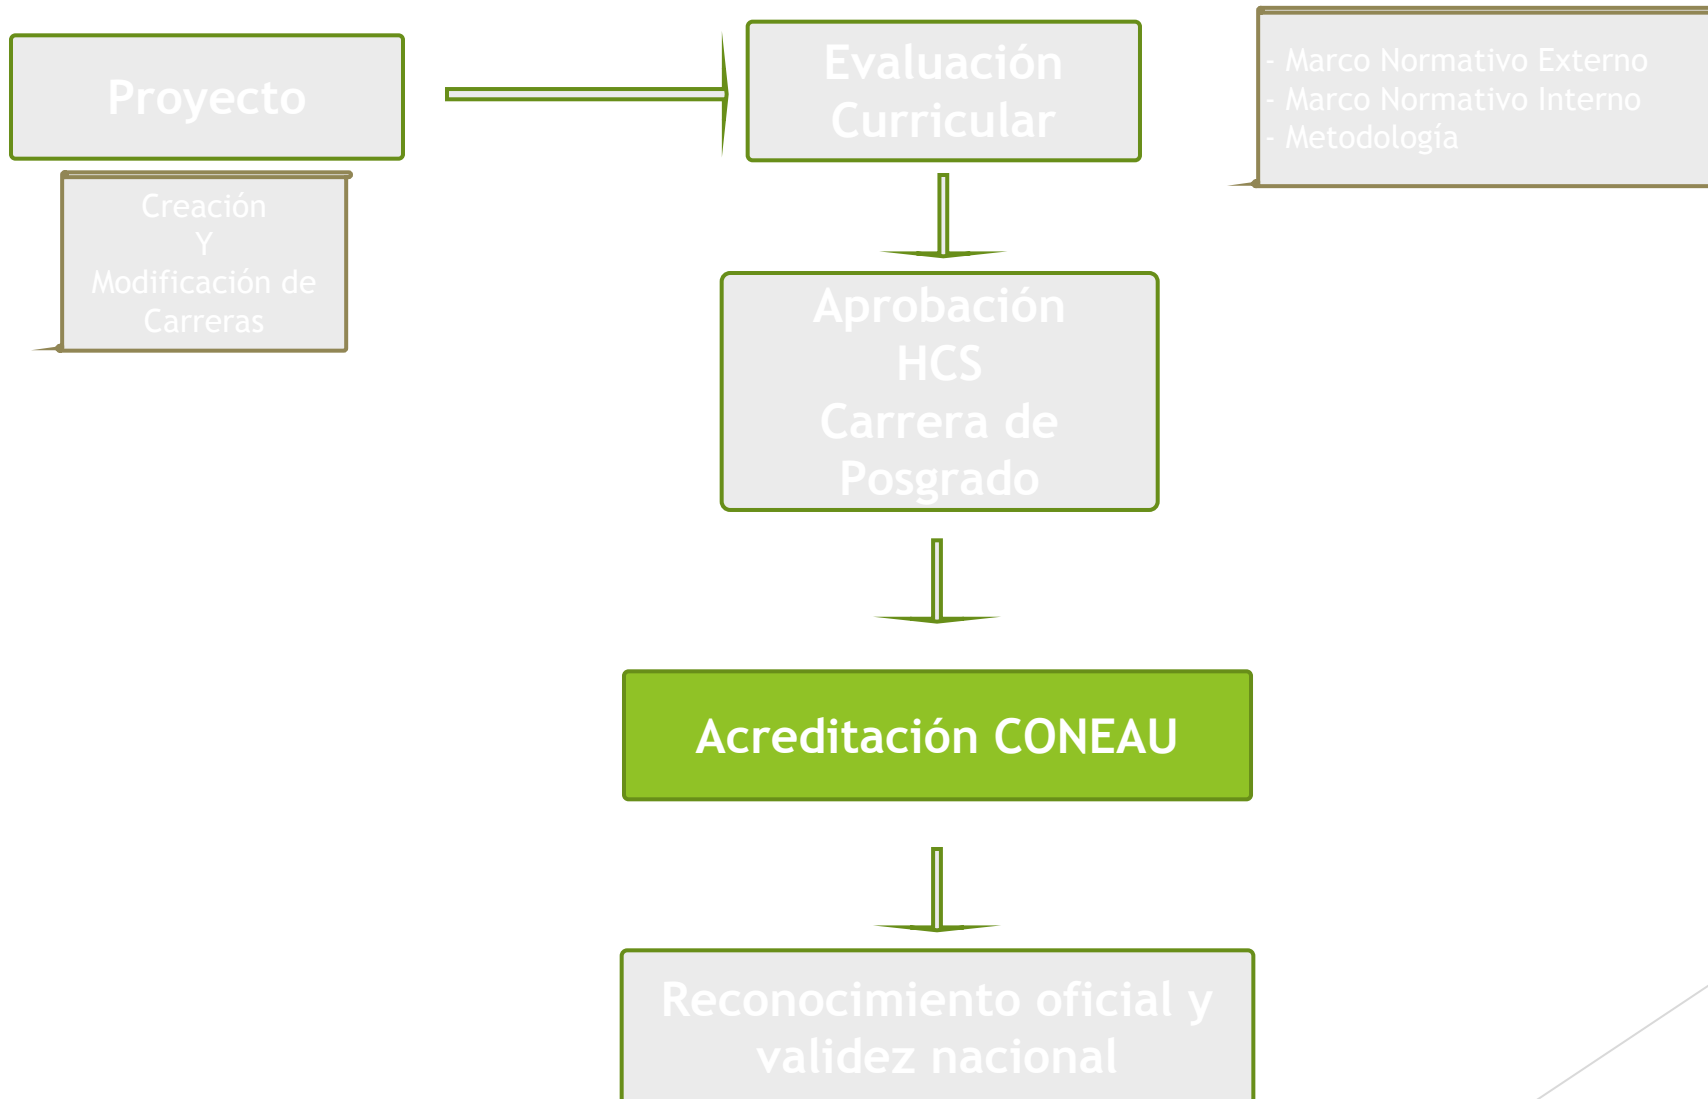 Proyecto
Creación
Y
Modificación de
Carreras
Evaluación
Curricular
- Marco Normativo Externo
- Marco Normativo Interno
- Metodología
Aprobación
HCS
Carrera de
Posgrado
Acreditación CONEAU
Reconocimiento oficial y
validez nacional